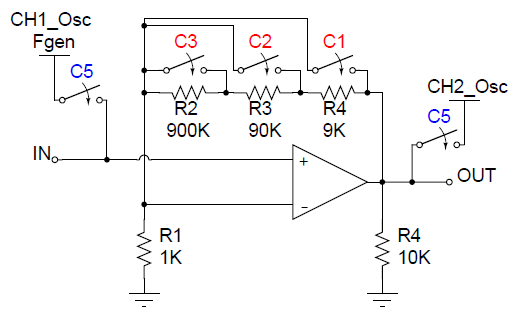 CH1_Osc
Fgen
C5
C3
C2
C1
R2
900K
R3
90K
R4
9K
CH2_Osc
C5
IN
+
-
OUT
R1
1K
R4
10K